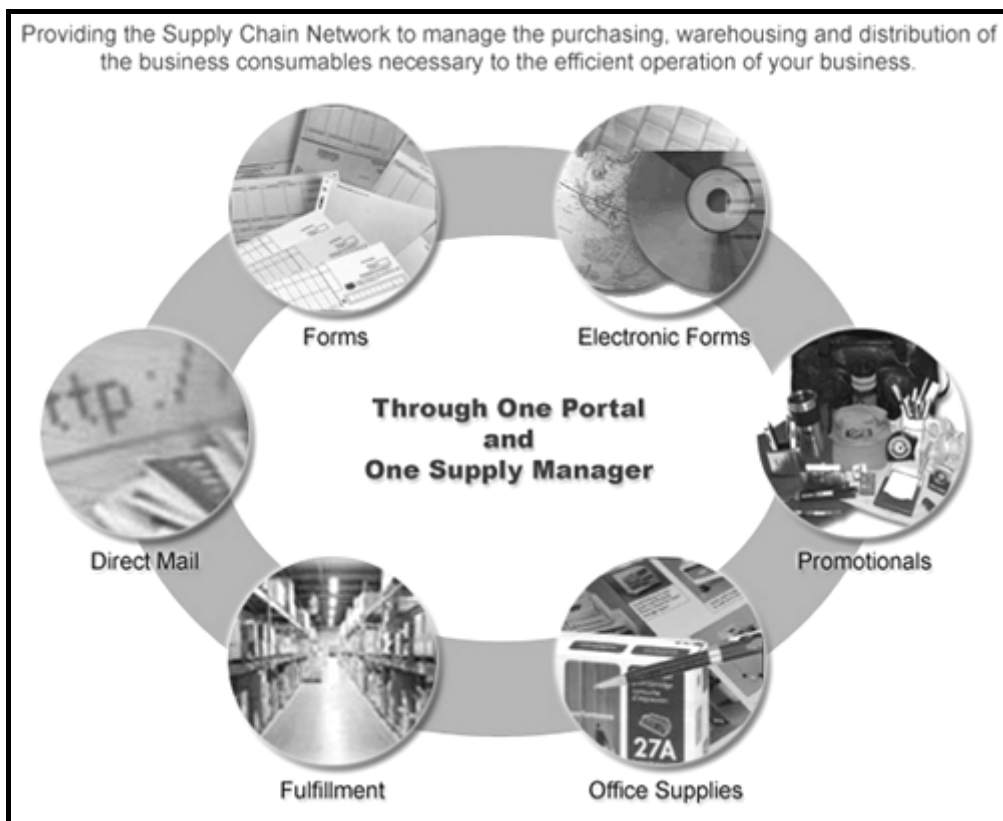 Providing the Supply Chain Network to manage the purchasing, warehousing and distribution of
the business consumables necessary to the efficient operation of your business.
Forms
Electronic Forms
Through One Portal
and
One Supply Manager
ttp://
Direct Mail
Promotionals
27A
Fulfillment
Office Supplies